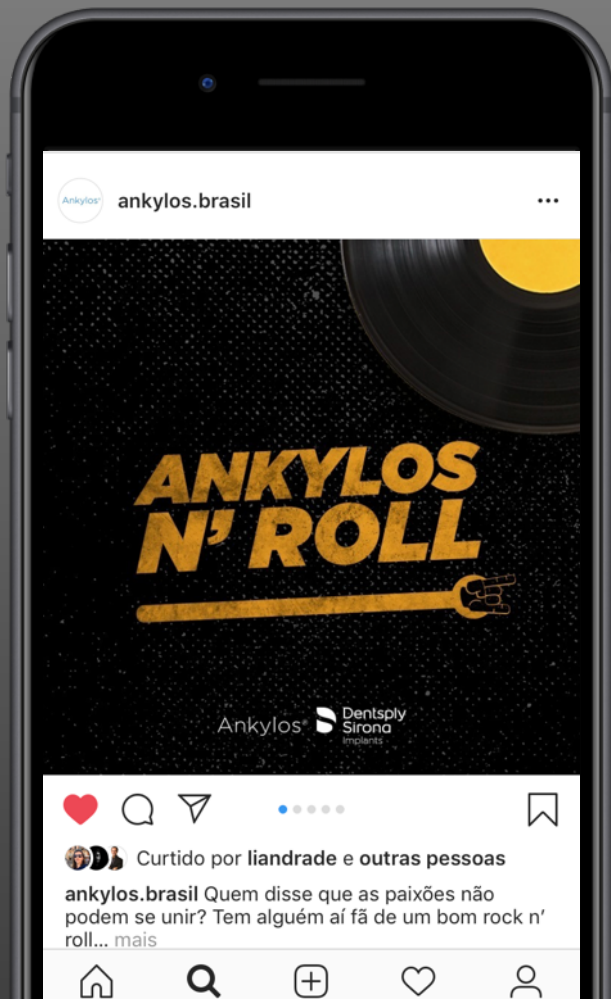 Ankylos®
ankylos.brasil
ANKYLOS
N' ROLL
Ankylos® Dentsply
Sirona
Implants
Curtido por liandrade e outras pessoas
ankylos.brasil Quem disse que as paixões não
podem se unir? Tem alguém aí fã de um bom rock n'
roll... mais